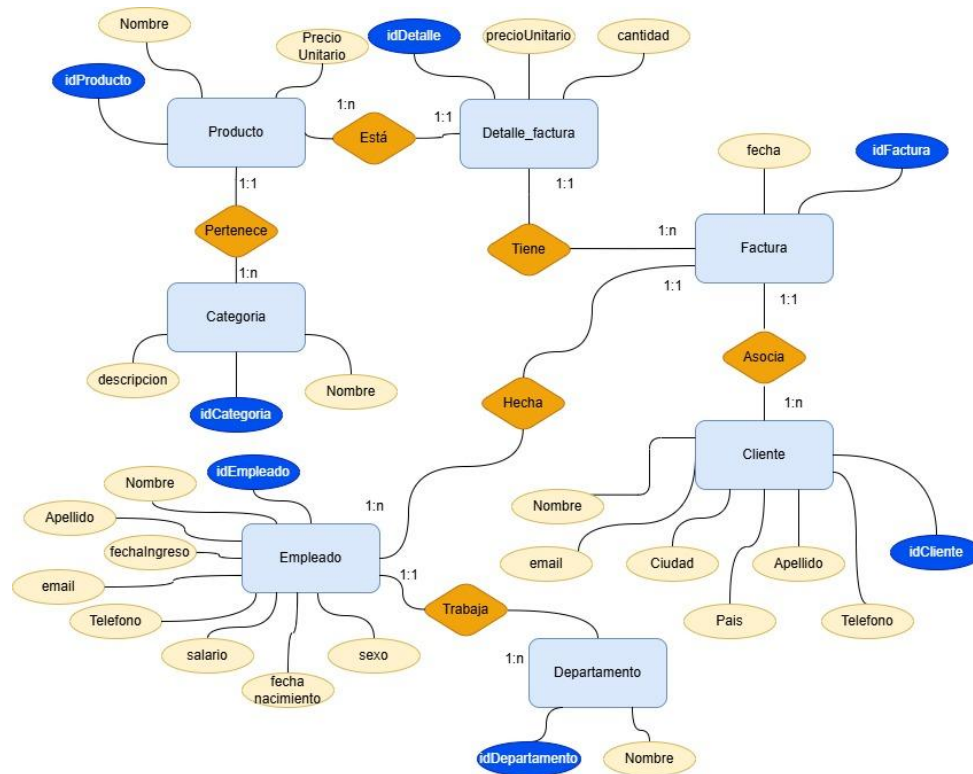 Nombre
Precio
Unitario
idProducto
idDetalle
precioUnitario
cantidad
1:n
1:1
Producto
Está
Detalle_factura
fecha
idFactura
1:1
1:1
Pertenece
Tiene
1:n
Factura
1:n
1:1
1:1
Categoria
descripcion
Nombre
idCategoria
Asocia
Hecha
1:n
Cliente
idEmpleado
Nombre
Apellido
fechaIngreso
email
Telefono
salario
fecha
nacimiento
sexo
Empleado
1:n
1:1
Trabaja
1:n
Departamento
idDepartamento
Nombre
Nombre
email
Ciudad
Pais
Apellido
Telefono
idCliente